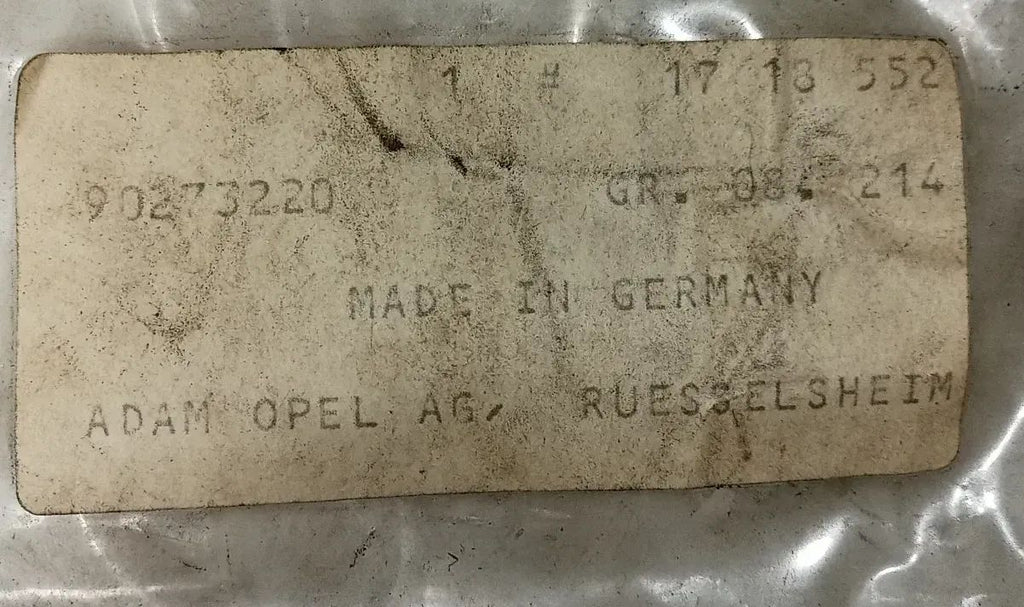 1 # 17 18 552
90273220 GR. 084 214
MADE IN GERMANY
ADAM OPEL AG, RUESSELSHEIM